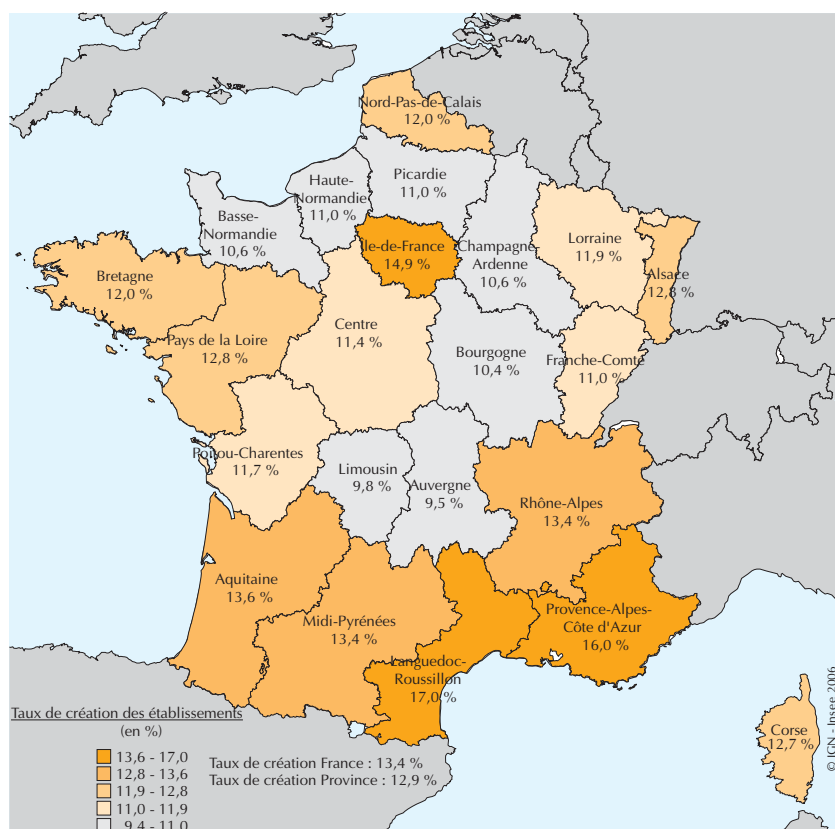 Nord-Pas-de-Calais
12,0 %
Picardie
11,0 %
Haute-
Normandie
11,0 %
Basse-
Normandie
10,6 %
Ile-de-France
14,9 %
Champagne
Ardenne
10,6 %
Lorraine
11,9 %
Alsace
12,8 %
Bretagne
12,0 %
Pays de la Loire
12,8 %
Centre
11,4 %
Bourgogne
10,4 %
Franche-Comté
11,0 %
Poitou-Charentes
11,7 %
Limousin
9,8 %
Auvergne
9,5 %
Rhône-Alpes
13,4 %
Aquitaine
13,6 %
Midi-Pyrénées
13,4 %
Languedoc-
Roussillon
17,0 %
Provence-Alpes-
Côte d'Azur
16,0 %
Corse
12,7 %
Taux de création des établissements
(en %)
13,6 - 17,0
12,8 - 13,6
11,9 - 12,8
11,0 - 11,9
9,4 - 11,0
Taux de création France : 13,4 %
Taux de création Province : 12,9 %
© IGN - Insee 2006